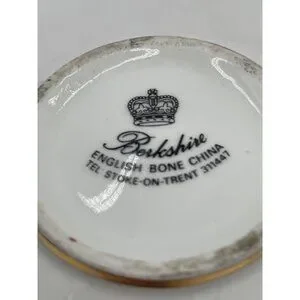 Berkshire
ENGLISH BONE CHINA
TEL STOKE-ON-TRENT 311447